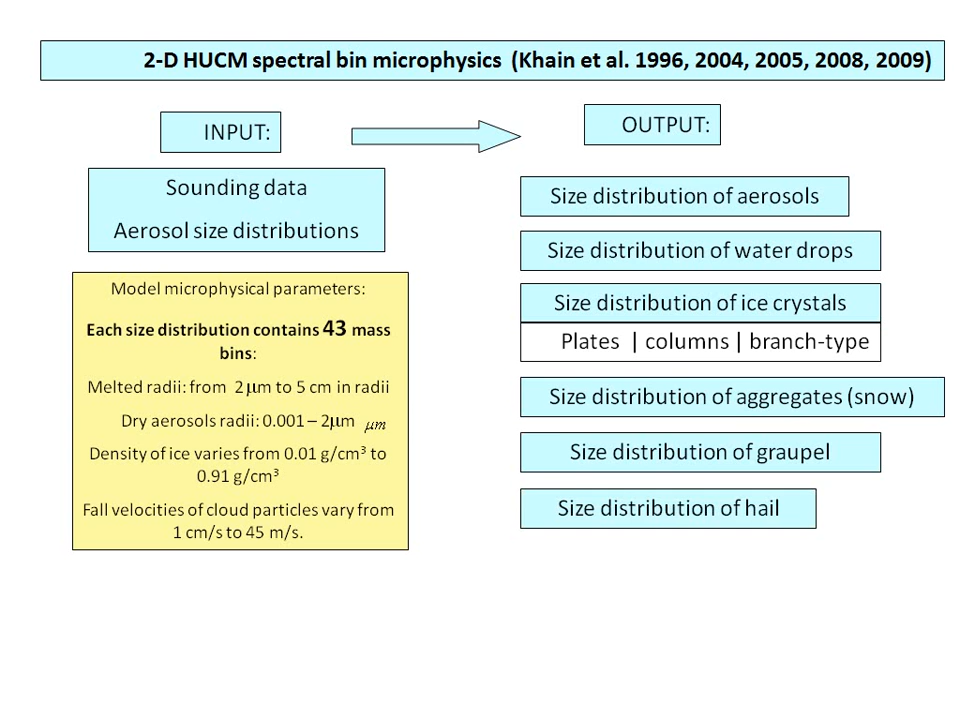 2-D HUCM spectral bin microphysics (Khain et al. 1996, 2004, 2005, 2008, 2009)
INPUT:
Sounding data
Aerosol size distributions
Model microphysical parameters:
Each size distribution contains 43 mass
bins:
Melted radii: from 2 μm to 5 cm in radii
Dry aerosols radii: 0.001 – 2μm μm
Density of ice varies from 0.01 g/cm³ to
0.91 g/cm³
Fall velocities of cloud particles vary from
1 cm/s to 45 m/s.
OUTPUT:
Size distribution of aerosols
Size distribution of water drops
Size distribution of ice crystals
Plates | columns | branch-type
Size distribution of aggregates (snow)
Size distribution of graupel
Size distribution of hail